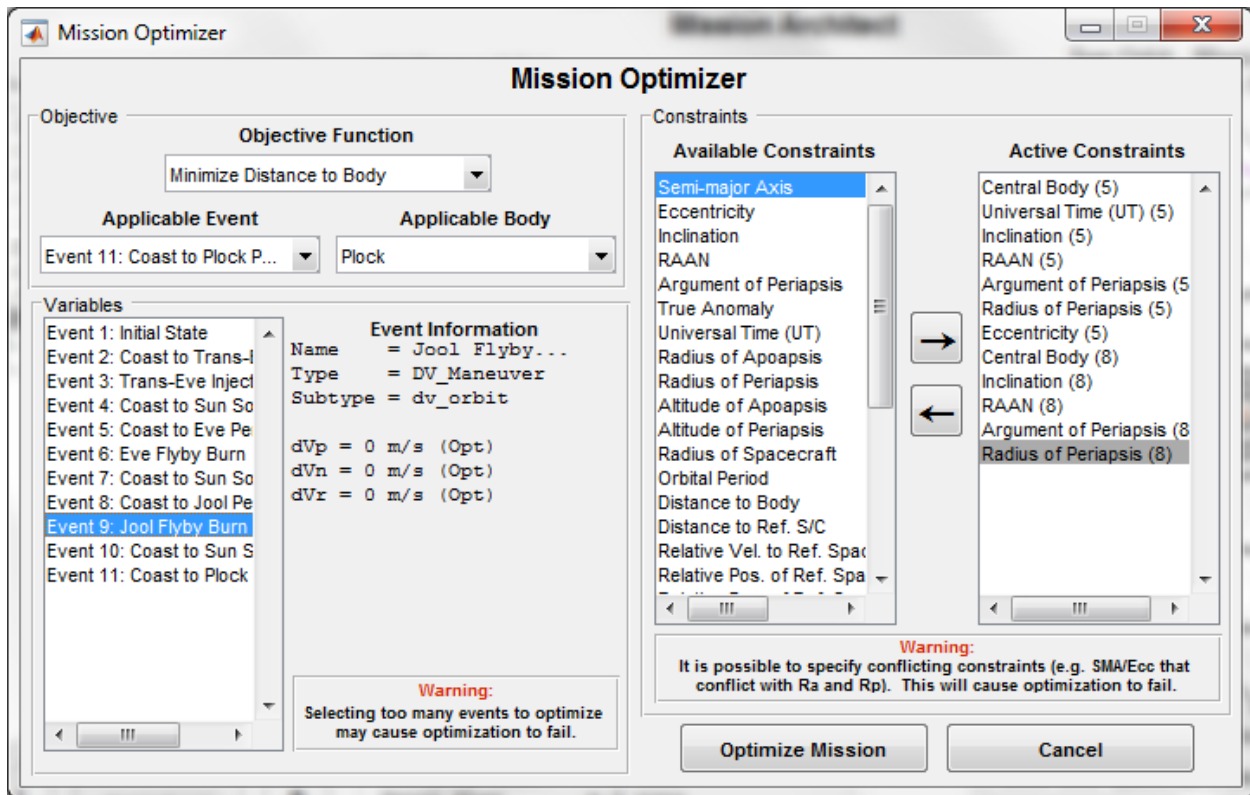 Mission Optimizer
Mission Architect
Mission Optimizer
Objective
Objective Function
Minimize Distance to Body
Applicable Event
Applicable Body
Event 11: Coast to Plock P...
Plock
Variables
Event 1: Initial State
Event 2: Coast to Trans-
Event 3: Trans-Eve Inject
Event 4: Coast to Sun So
Event 5: Coast to Eve Pe
Event 6: Eve Flyby Burn
Event 7: Coast to Sun So
Event 8: Coast to Jool Pe
Event 9: Jool Flyby Burn
Event 10: Coast to Sun S
Event 11: Coast to Plock
Event Information
Name = Jool Flyby...
Type = DV_Maneuver
Subtype = dv_orbit
dVp = 0 m/s (Opt)
dVn = 0 m/s (Opt)
dVr = 0 m/s (Opt)
Warning:
Selecting too many events to optimize
may cause optimization to fail.
Constraints
Available Constraints
Semi-major Axis
Eccentricity
Inclination
RAAN
Argument of Periapsis
True Anomaly
Universal Time (UT)
Radius of Apoapsis
Radius of Periapsis
Altitude of Apoapsis
Altitude of Periapsis
Radius of Spacecraft
Orbital Period
Distance to Body
Distance to Ref. S/C
Relative Vel. to Ref. Spac
Relative Pos. of Ref. Spa
→
←
Active Constraints
Central Body (5)
Universal Time (UT) (5)
Inclination (5)
RAAN (5)
Argument of Periapsis (5
Radius of Periapsis (5)
Eccentricity (5)
Central Body (8)
Inclination (8)
RAAN (8)
Argument of Periapsis (8
Radius of Periapsis (8)
Warning:
It is possible to specify conflicting constraints (e.g. SMA/Ecc that
conflict with Ra and Rp). This will cause optimization to fail.
Optimize Mission
Cancel